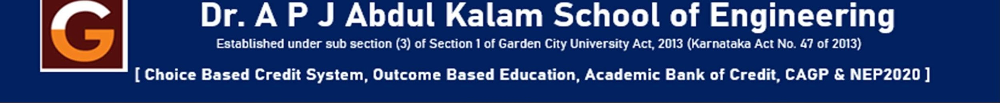 G
Dr. A P J Abdul Kalam School of Engineering
Established under sub section (3) of Section 1 of Garden City University Act, 2013 (Karnataka Act No. 47 of 2013)
[ Choice Based Credit System, Outcome Based Education, Academic Bank of Credit, CAGP & NEP2020 ]